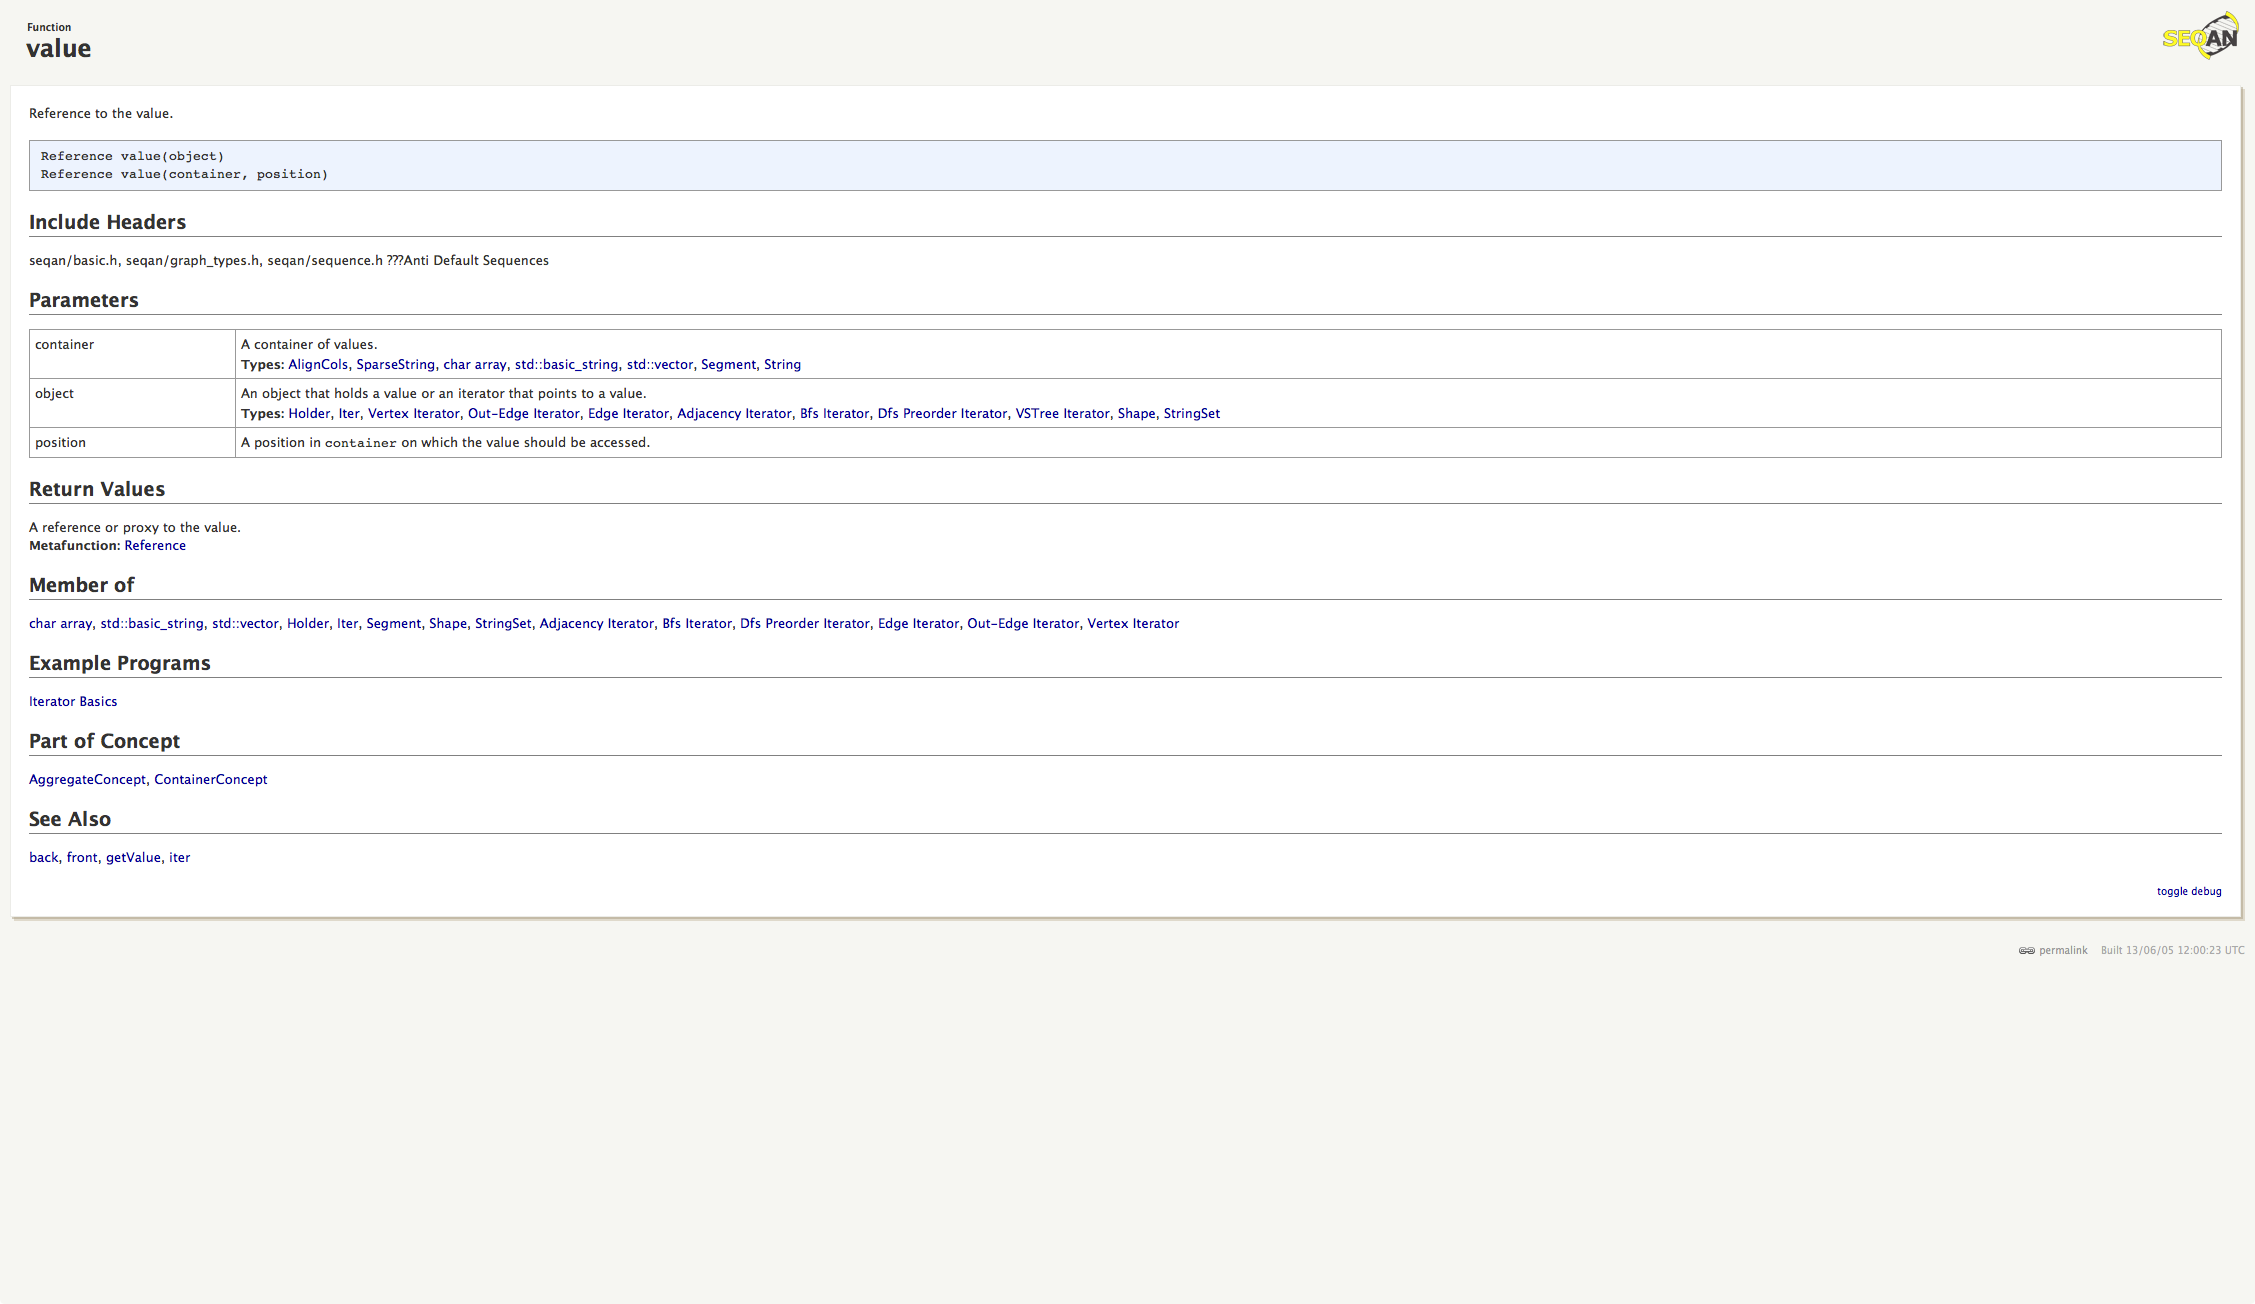 Function
value
SEQAN
Reference to the value.
Reference value(object)
Reference value(container, position)
Include Headers
seqan/basic.h, seqan/graph_types.h, seqan/sequence.h ???Anti Default Sequences
Parameters
container
A container of values.
Types: AlignCols, SparseString, char array, std::basic_string, std::vector, Segment, String
object
An object that holds a value or an iterator that points to a value.
Types: Holder, Iter, Vertex Iterator, Out-Edge Iterator, Edge Iterator, Adjacency Iterator, Bfs Iterator, Dfs Preorder Iterator, VSTree Iterator, Shape, StringSet
position
A position in container on which the value should be accessed.
Return Values
A reference or proxy to the value.
Metafunction: Reference
Member of
char array, std::basic_string, std::vector, Holder, Iter, Segment, Shape, StringSet, Adjacency Iterator, Bfs Iterator, Dfs Preorder Iterator, Edge Iterator, Out-Edge Iterator, Vertex Iterator
Example Programs
Iterator Basics
Part of Concept
AggregateConcept, ContainerConcept
See Also
back, front, getValue, iter
toggle debug
permalink Built 13/06/05 12:00:23 UTC